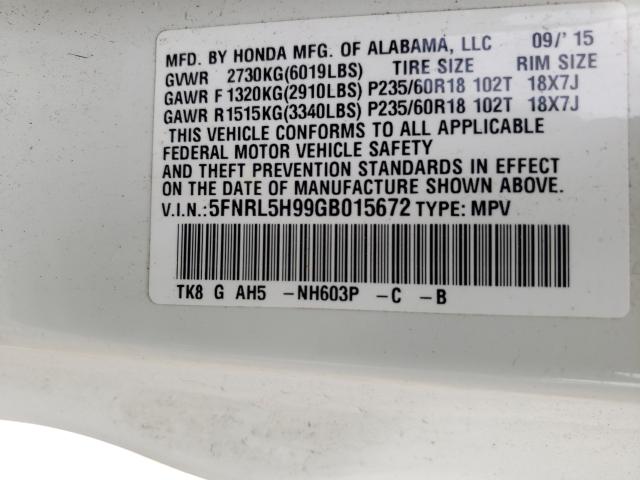 MFD. BY HONDA MFG. OF ALABAMA, LLC 09/'15
GVWR 2730KG(6019LBS) TIRE SIZE RIM SIZE
GAWR F 1320KG(2910LBS) P235/60R18 102T 18X7J
GAWR R1515KG(3340LBS) P235/60R18 102T 18X7J
THIS VEHICLE CONFORMS TO ALL APPLICABLE
FEDERAL MOTOR VEHICLE SAFETY
AND THEFT PREVENTION STANDARDS IN EFFECT
ON THE DATE OF MANUFACTURE SHOWN ABOVE.
V.I.N.:5FNRL5H99GB015672 TYPE: MPV
TK8 G AH5 -NH603P -C -B